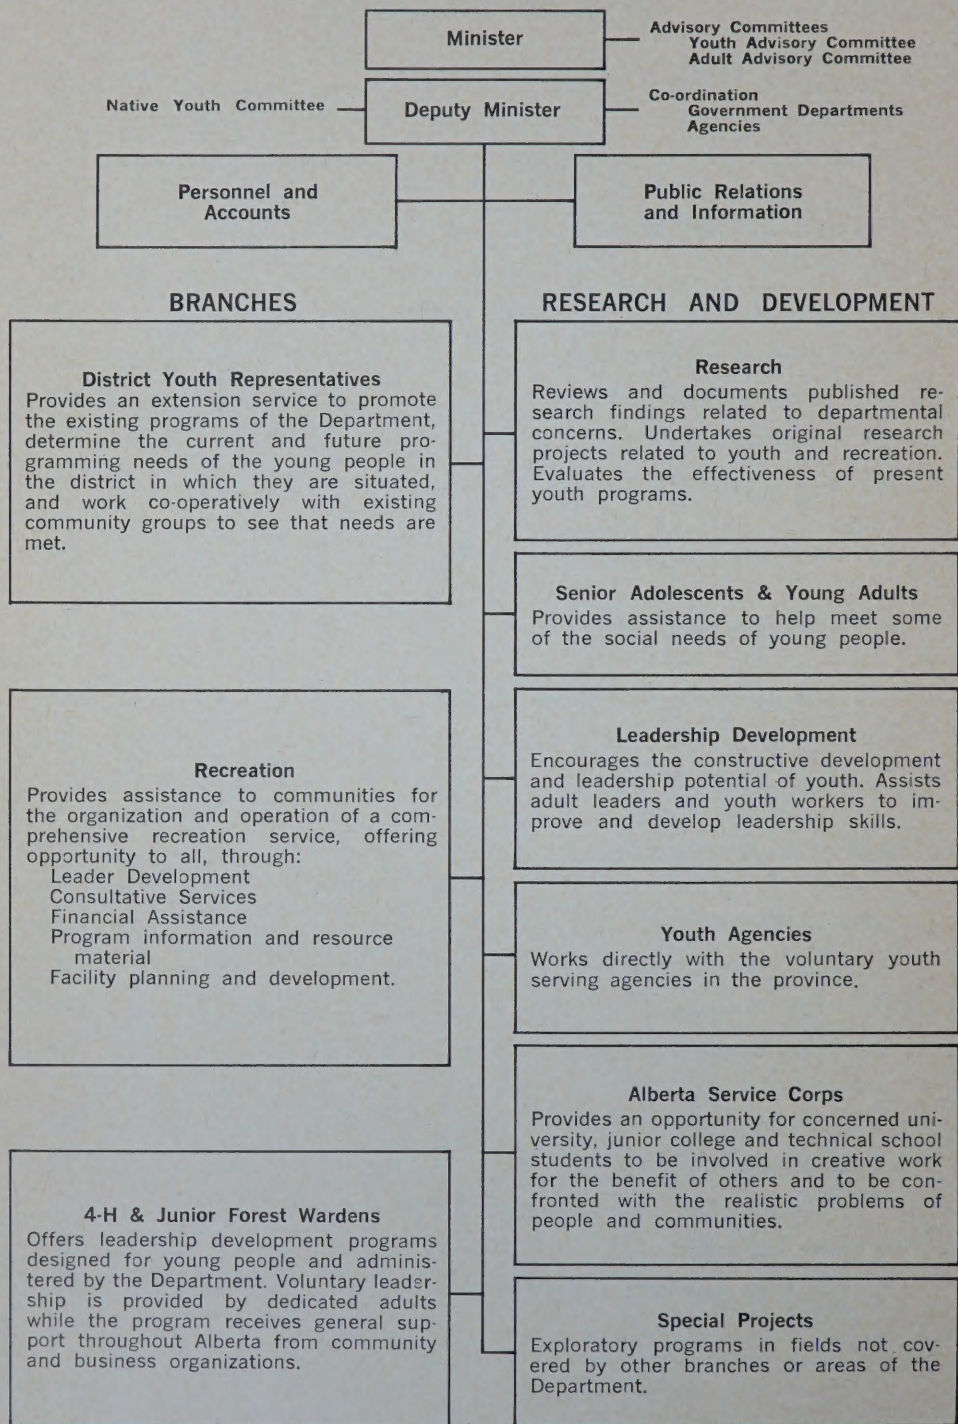 Minister
Advisory Committees
Youth Advisory Committee
Adult Advisory Committee
Native Youth Committee
Deputy Minister
Co-ordination
Government Departments
Agencies
Personnel and
Accounts
Public Relations
and Information
BRANCHES
District Youth Representatives
Provides an extension service to promote
the existing programs of the Department,
determine the current and future pro-
gramming needs of the young people in
the district in which they are situated,
and work co-operatively with existing
community groups to see that needs are
met.
Recreation
Provides assistance to communities for
the organization and operation of a com-
prehensive recreation service, offering
opportunity to all, through:
Leader Development
Consultative Services
Financial Assistance
Program information and resource
material
Facility planning and development.
4-H & Junior Forest Wardens
Offers leadership development programs
designed for young people and adminis-
tered by the Department. Voluntary leader-
ship is provided by dedicated adults
while the program receives general sup-
port throughout Alberta from community
and business organizations.
RESEARCH AND DEVELOPMENT
Research
Reviews and documents published re-
search findings related to departmental
concerns. Undertakes original research
projects related to youth and recreation.
Evaluates the effectiveness of present
youth programs.
Senior Adolescents & Young Adults
Provides assistance to help meet some
of the social needs of young people.
Leadership Development
Encourages the constructive development
and leadership potential of youth. Assists
adult leaders and youth workers to im-
prove and develop leadership skills.
Youth Agencies
Works directly with the voluntary youth
serving agencies in the province.
Alberta Service Corps
Provides an opportunity for concerned uni-
versity, junior college and technical school
students to be involved in creative work
for the benefit of others and to be con-
fronted with the realistic problems of
people and communities.
Special Projects
Exploratory programs in fields not cov-
ered by other branches or areas of the
Department.